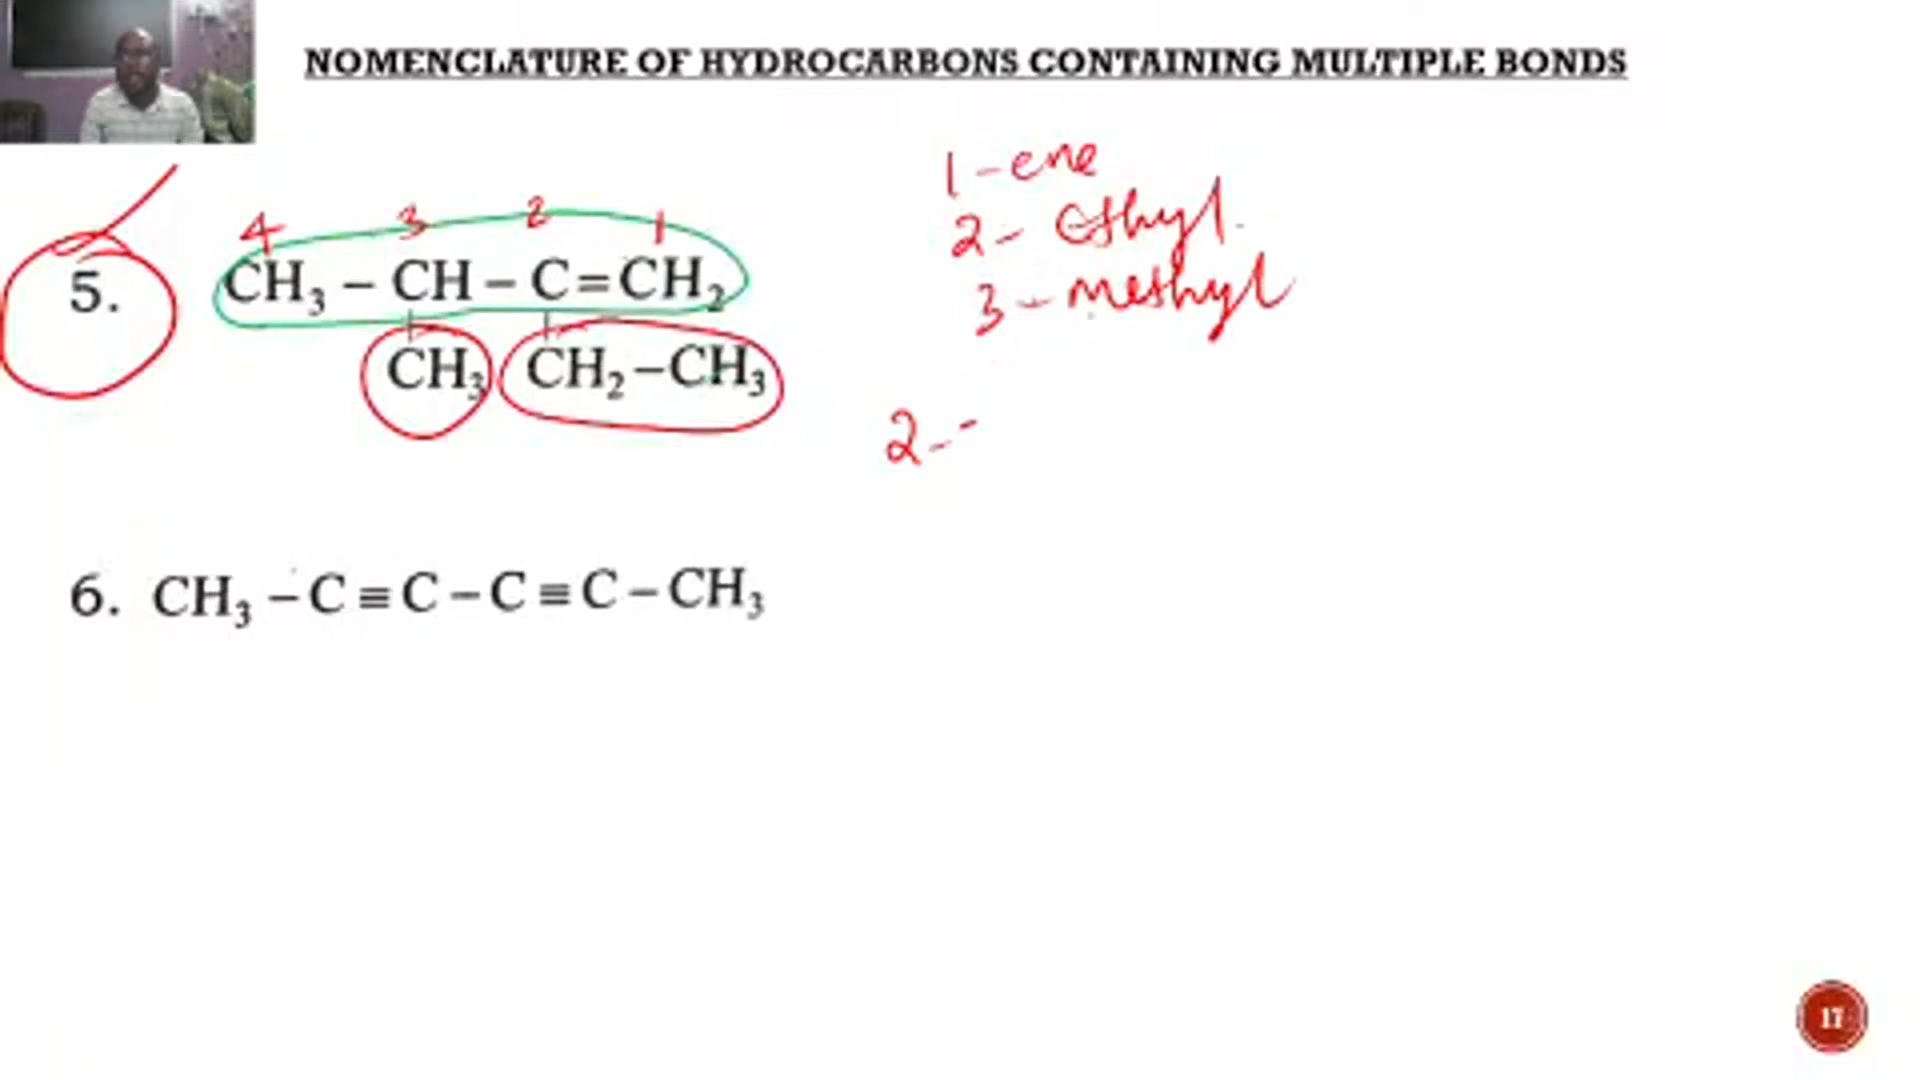 NOMENCLATURE OF HYDROCARBONS CONTAINING MULTIPLE BONDS
1-ene
2- ethyl.
3- methyl
4 3 2 1
5. CH₃ – CH – C = CH₂
CH₃ CH₂ – CH₃
2--
6. CH₃ – C ≡ C – C ≡ C – CH₃
17